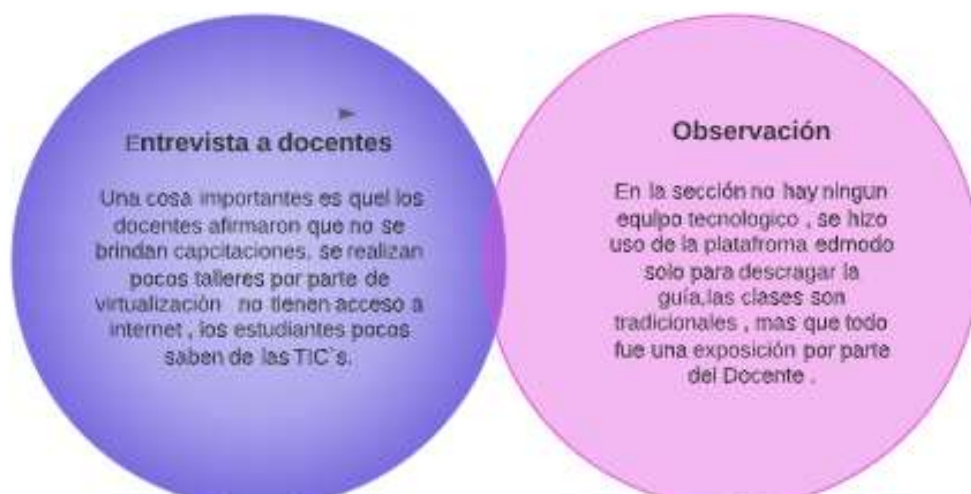 Entrevista a docentes
Una cosa importantes es quel los
docentes afirmaron que no se
brindan capcitaciones, se realizan
pocos talleres por parte de
virtualización no tienen acceso a
internet , los estudiantes pocos
saben de las TIC`s.
Observación
En la sección no hay ningun
equipo tecnologico , se hizo
uso de la platafroma edmodo
solo para descragar la
guía,las clases son
tradicionales , mas que todo
fue una exposición por parte
del Docente .